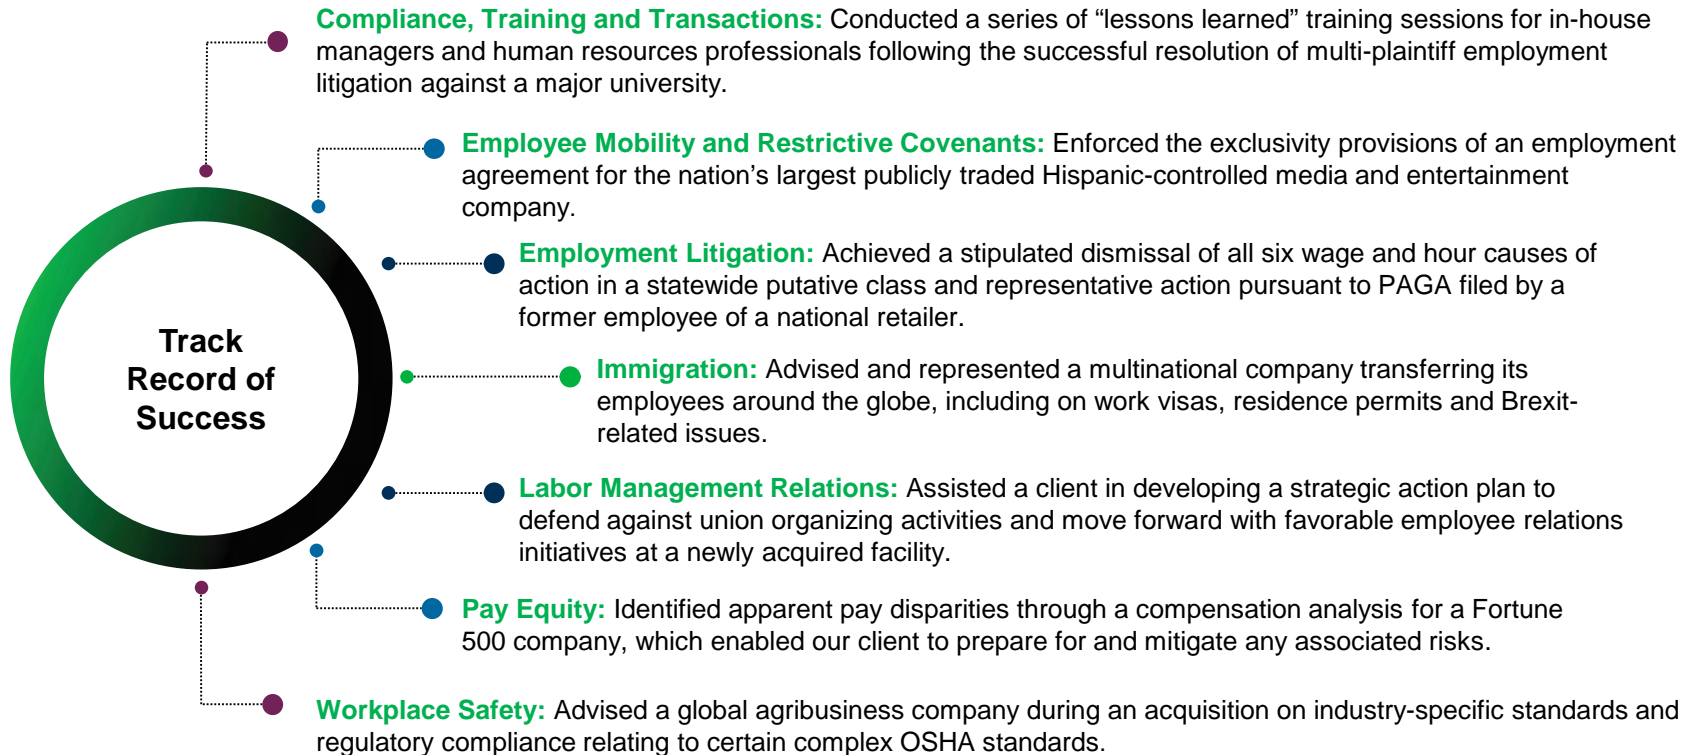 Compliance, Training and Transactions: Conducted a series of “lessons learned” training sessions for in-house
managers and human resources professionals following the successful resolution of multi-plaintiff employment
litigation against a major university.
Employee Mobility and Restrictive Covenants: Enforced the exclusivity provisions of an employment
agreement for the nation’s largest publicly traded Hispanic-controlled media and entertainment
company.
Employment Litigation: Achieved a stipulated dismissal of all six wage and hour causes of
action in a statewide putative class and representative action pursuant to PAGA filed by a
former employee of a national retailer.
Track
Record of
Success
Immigration: Advised and represented a multinational company transferring its
employees around the globe, including on work visas, residence permits and Brexit-
related issues.
Labor Management Relations: Assisted a client in developing a strategic action plan to
defend against union organizing activities and move forward with favorable employee relations
initiatives at a newly acquired facility.
Pay Equity: Identified apparent pay disparities through a compensation analysis for a Fortune
500 company, which enabled our client to prepare for and mitigate any associated risks.
Workplace Safety: Advised a global agribusiness company during an acquisition on industry-specific standards and
regulatory compliance relating to certain complex OSHA standards.